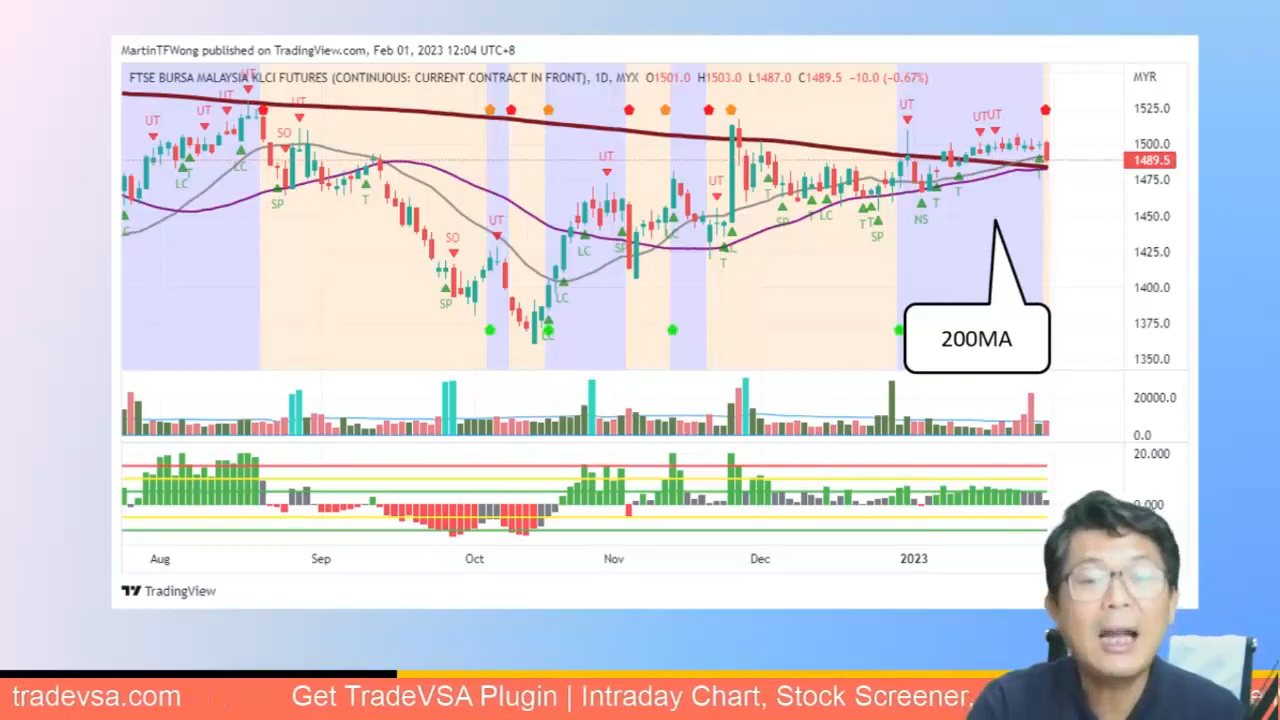 MartinTFWong published on TradingView.com, Feb 01, 2023 12:04 UTC+8
FTSE BURSA MALAYSIA KLCI FUTURES (CONTINUOUS: CURRENT CONTRACT IN FRONT), 1D, MYX O1501.0 H1503.0 L1487.0 C1489.5 −10.0 (−0.67%)
MYR
1525.0
1500.0
1489.5
1475.0
1450.0
1425.0
1400.0
1375.0
1350.0
UT
UT
UT
UT
UT
SO
LC
LC
SP
T
SO
UT
SP
LC
LC
UT
LC
SP
LC
UT
T
LC
T
SP
T
LC
T
T
SP
UT
NS
T
T
UT
UT
200MA
20000.0
0.0
20.000
0.000
Aug
Sep
Oct
Nov
Dec
2023
TradingView
tradevsa.com
Get TradeVSA Plugin | Intraday Chart, Stock Screener,